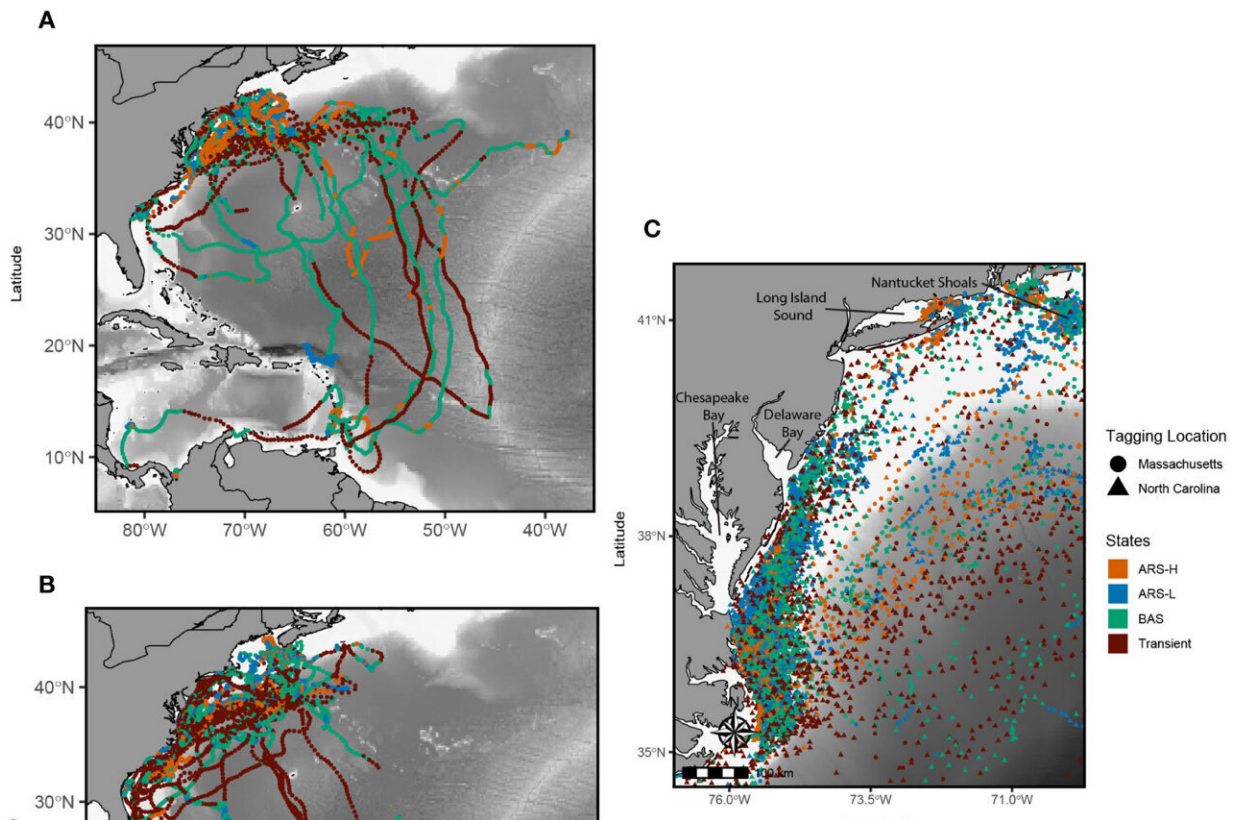 A
40°N
30°N
20°N
10°N
Latitude
80°W
70°W
60°W
50°W
40°W
B
40°N
30°N
C
Nantucket Shoals
Long Island
Sound
Chesapeake
Bay
Delaware
Bay
41°N
38°N
35°N
Latitude
100 km
76.0°W
73.5°W
71.0°W
Tagging Location
Massachusetts
North Carolina
States
ARS-H
ARS-L
BAS
Transient